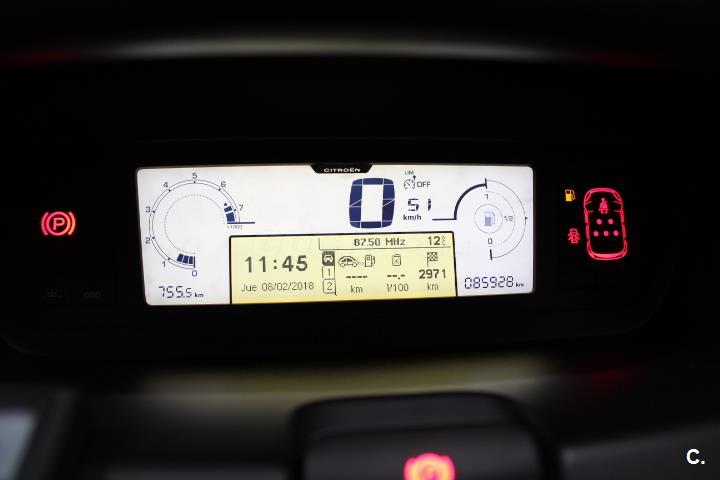 CITROËN
5
4 6
3 7
x1000
2
1 0
755.5 km
0
LIM
OFF
51
km/h
1
1/2
0
085928 km
87.50 MHz 12°C
11:45
Jue 08/02/2018
1
2
---- --.- 2971
km l/100 km
P
C.